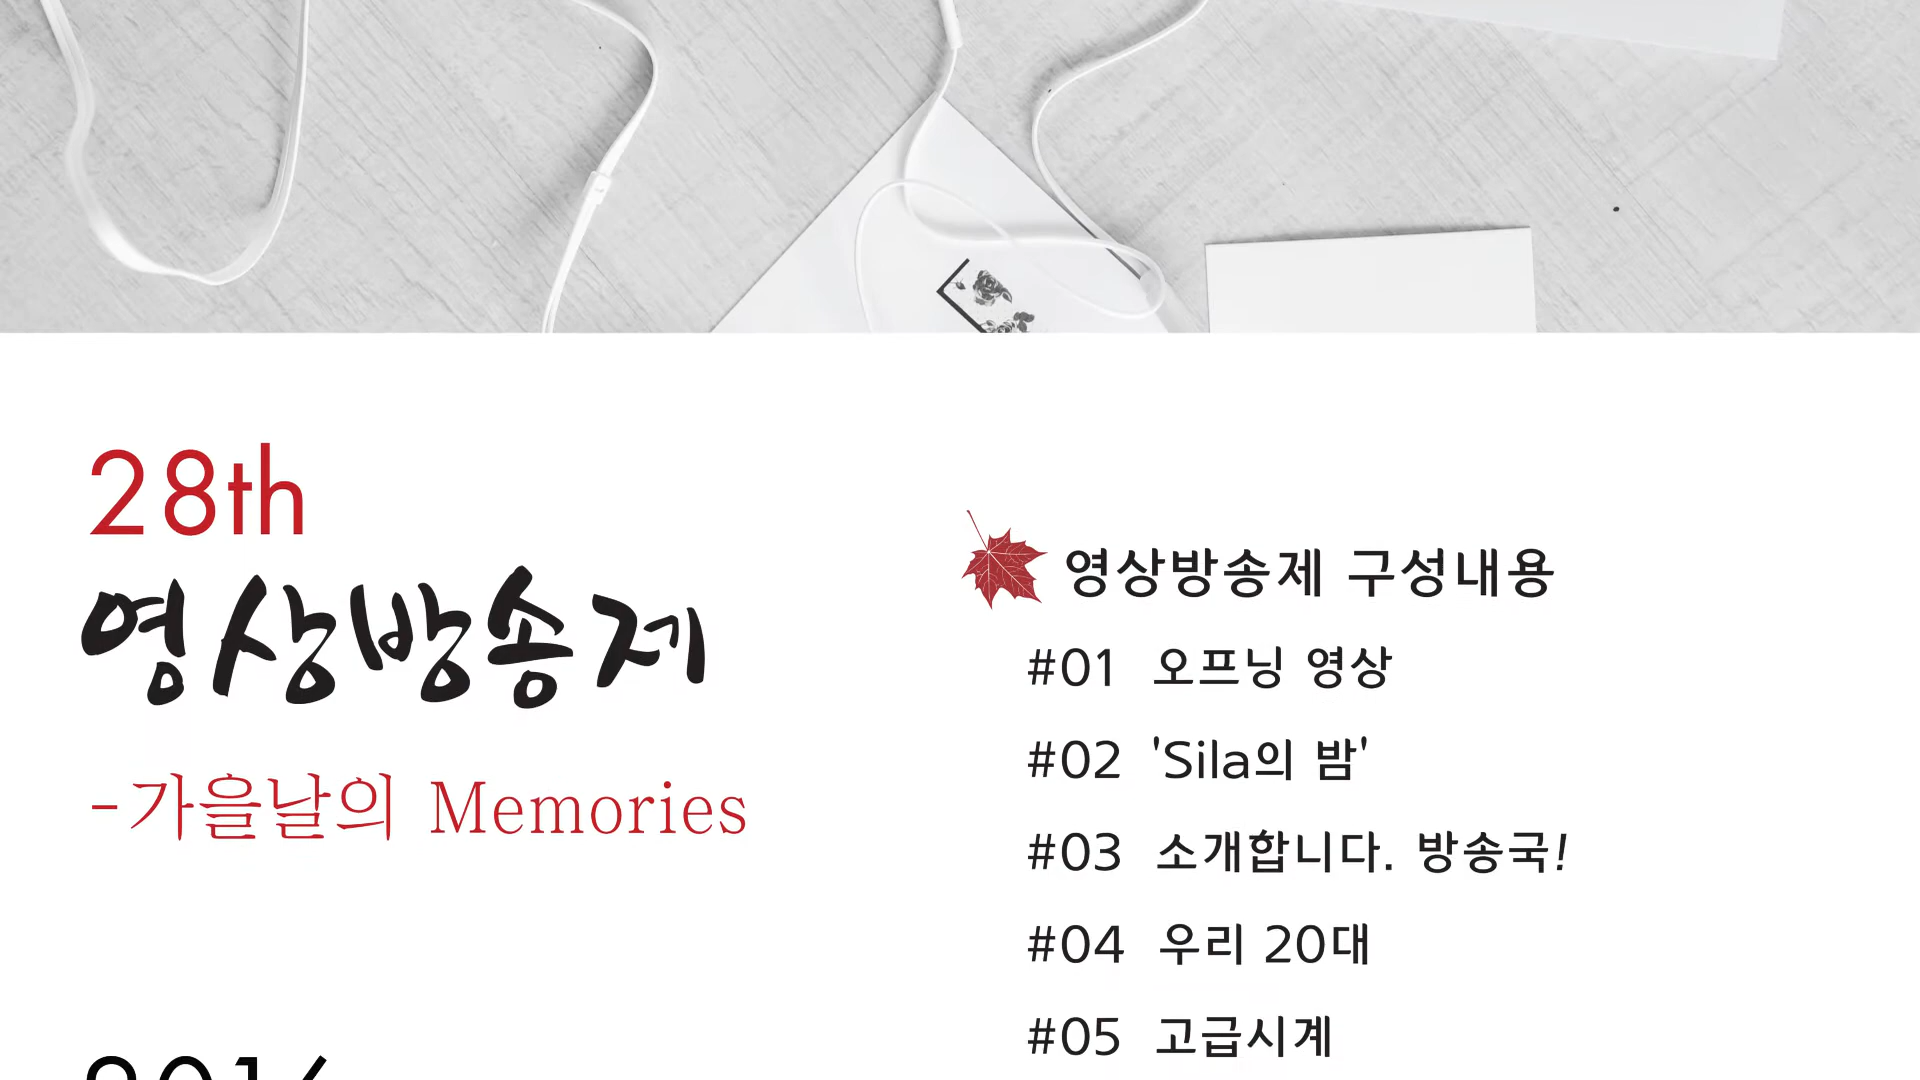 28th
영상방송제
-가을날의 Memories
영상방송제 구성내용
#01 오프닝 영상
#02 'Sila의 밤'
#03 소개합니다. 방송국!
#04 우리 20대
#05 고급시계